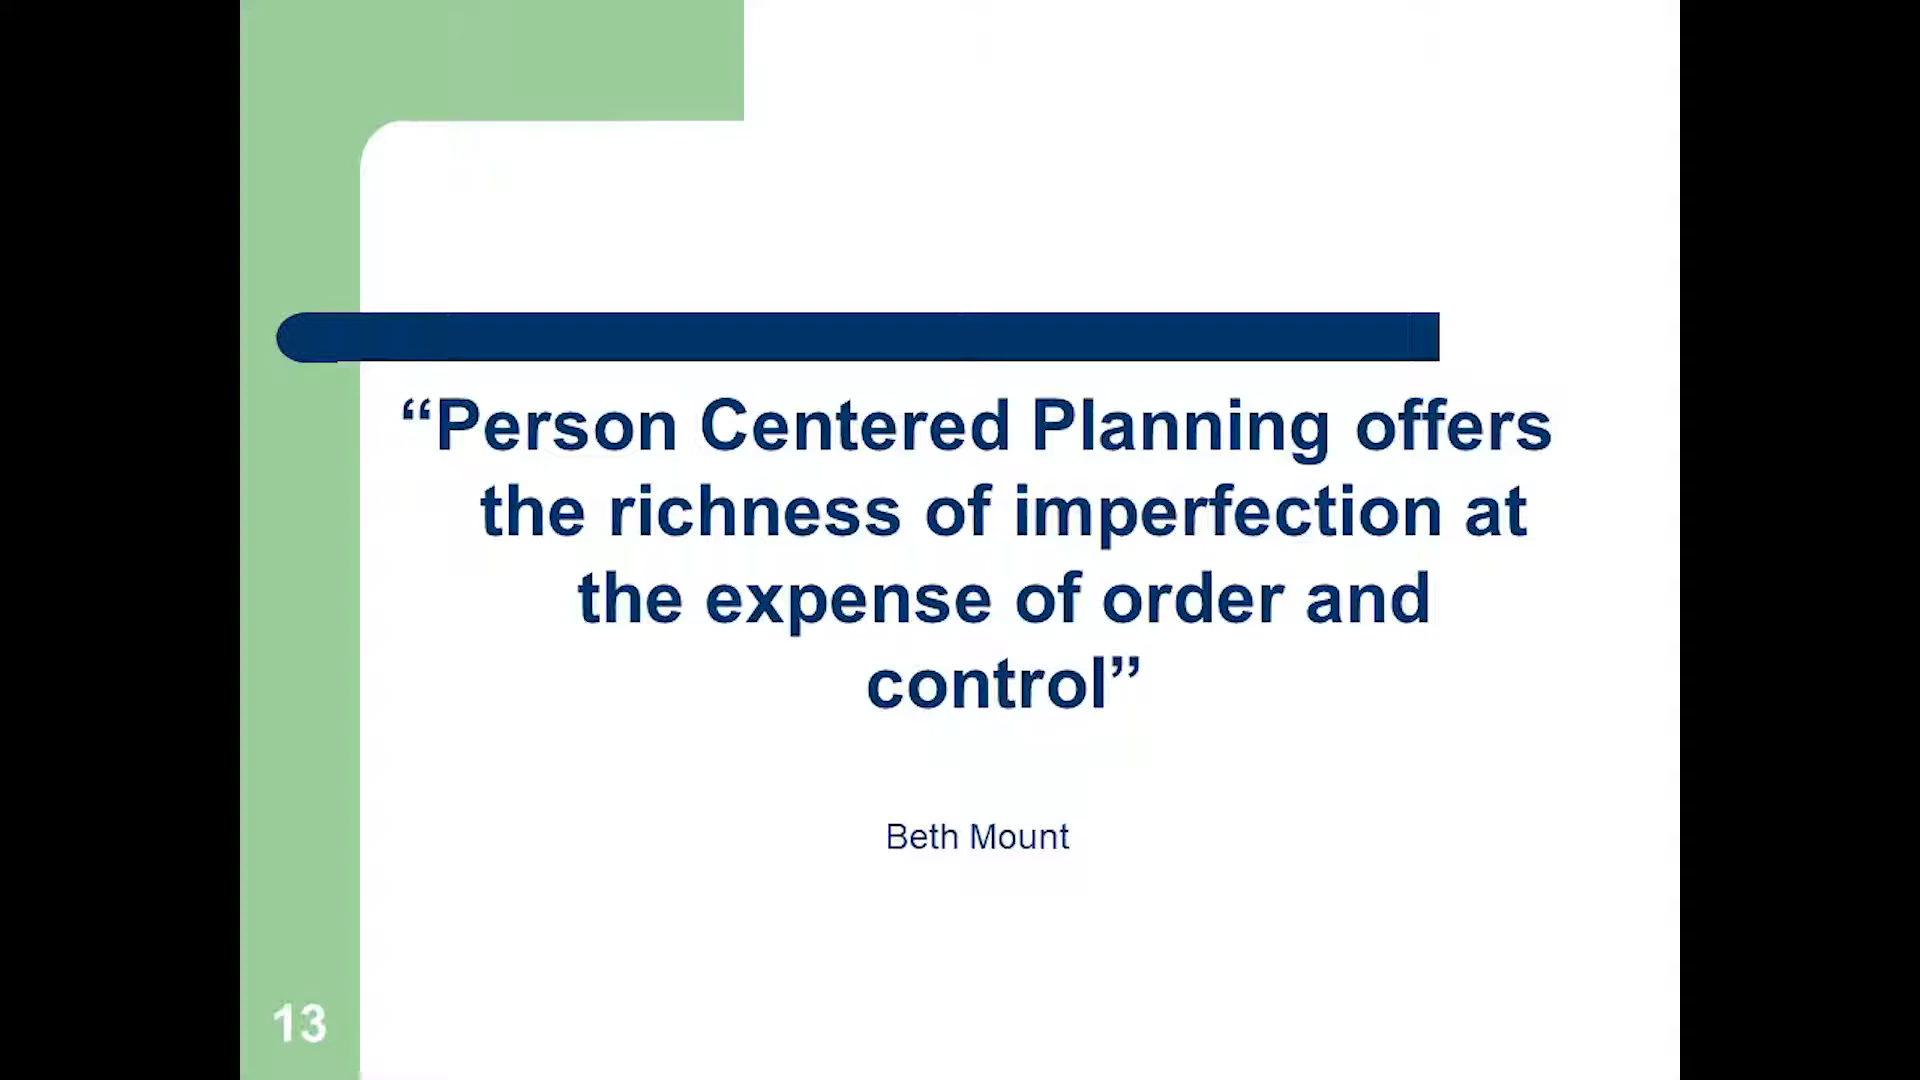 “Person Centered Planning offers
the richness of imperfection at
the expense of order and
control”
Beth Mount
13